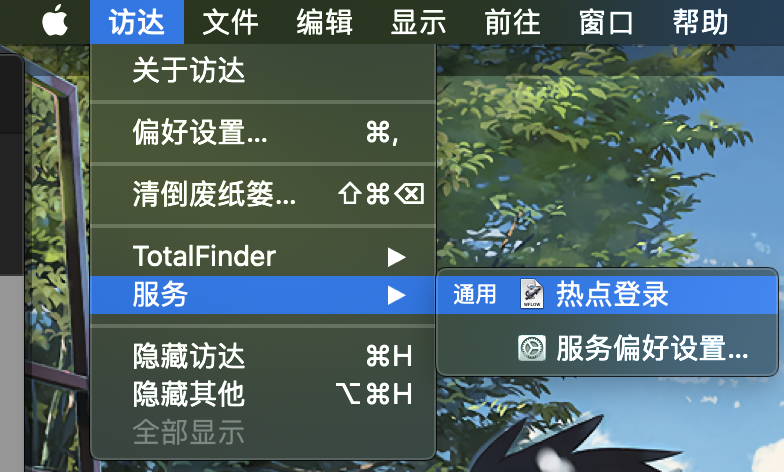 访达 文件 编辑 显示 前往 窗口 帮助
关于访达
偏好设置... ⌘,
清倒废纸篓... ⇧⌘⌫
TotalFinder ▶
服务 ▶
通用 热点登录
服务偏好设置...
隐藏访达 ⌘H
隐藏其他 ⌥⌘H
全部显示